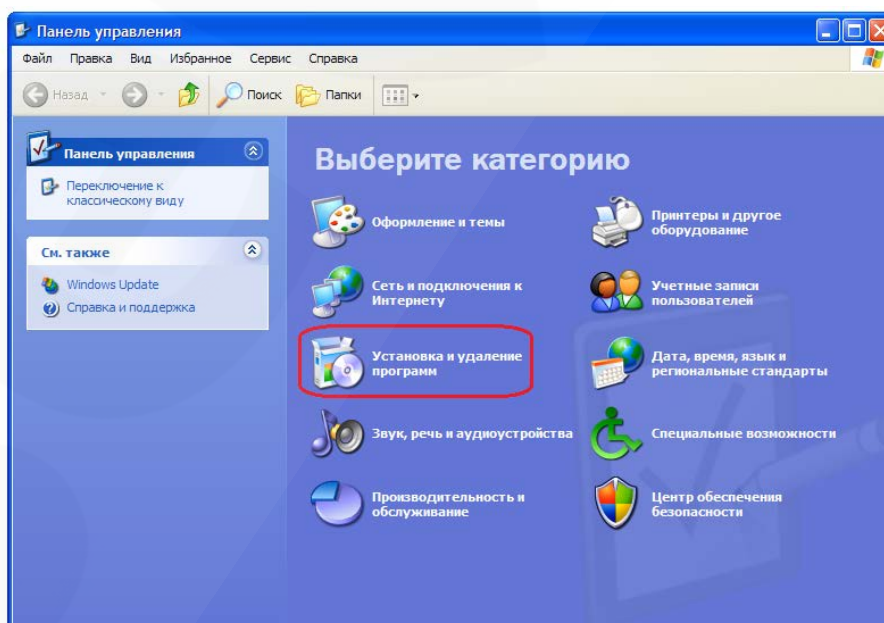 Панель управления
Файл Правка Вид Избранное Сервис Справка
Назад Поиск Папки
Панель управления
Переключение к
классическому виду
См. также
Windows Update
Справка и поддержка
Выберите категорию
Оформление и темы
Принтеры и другое
оборудование
Сеть и подключения к
Интернету
Учетные записи
пользователей
Установка и удаление
программ
Дата, время, язык и
региональные стандарты
Звук, речь и аудиоустройства
Специальные возможности
Производительность и
обслуживание
Центр обеспечения
безопасности